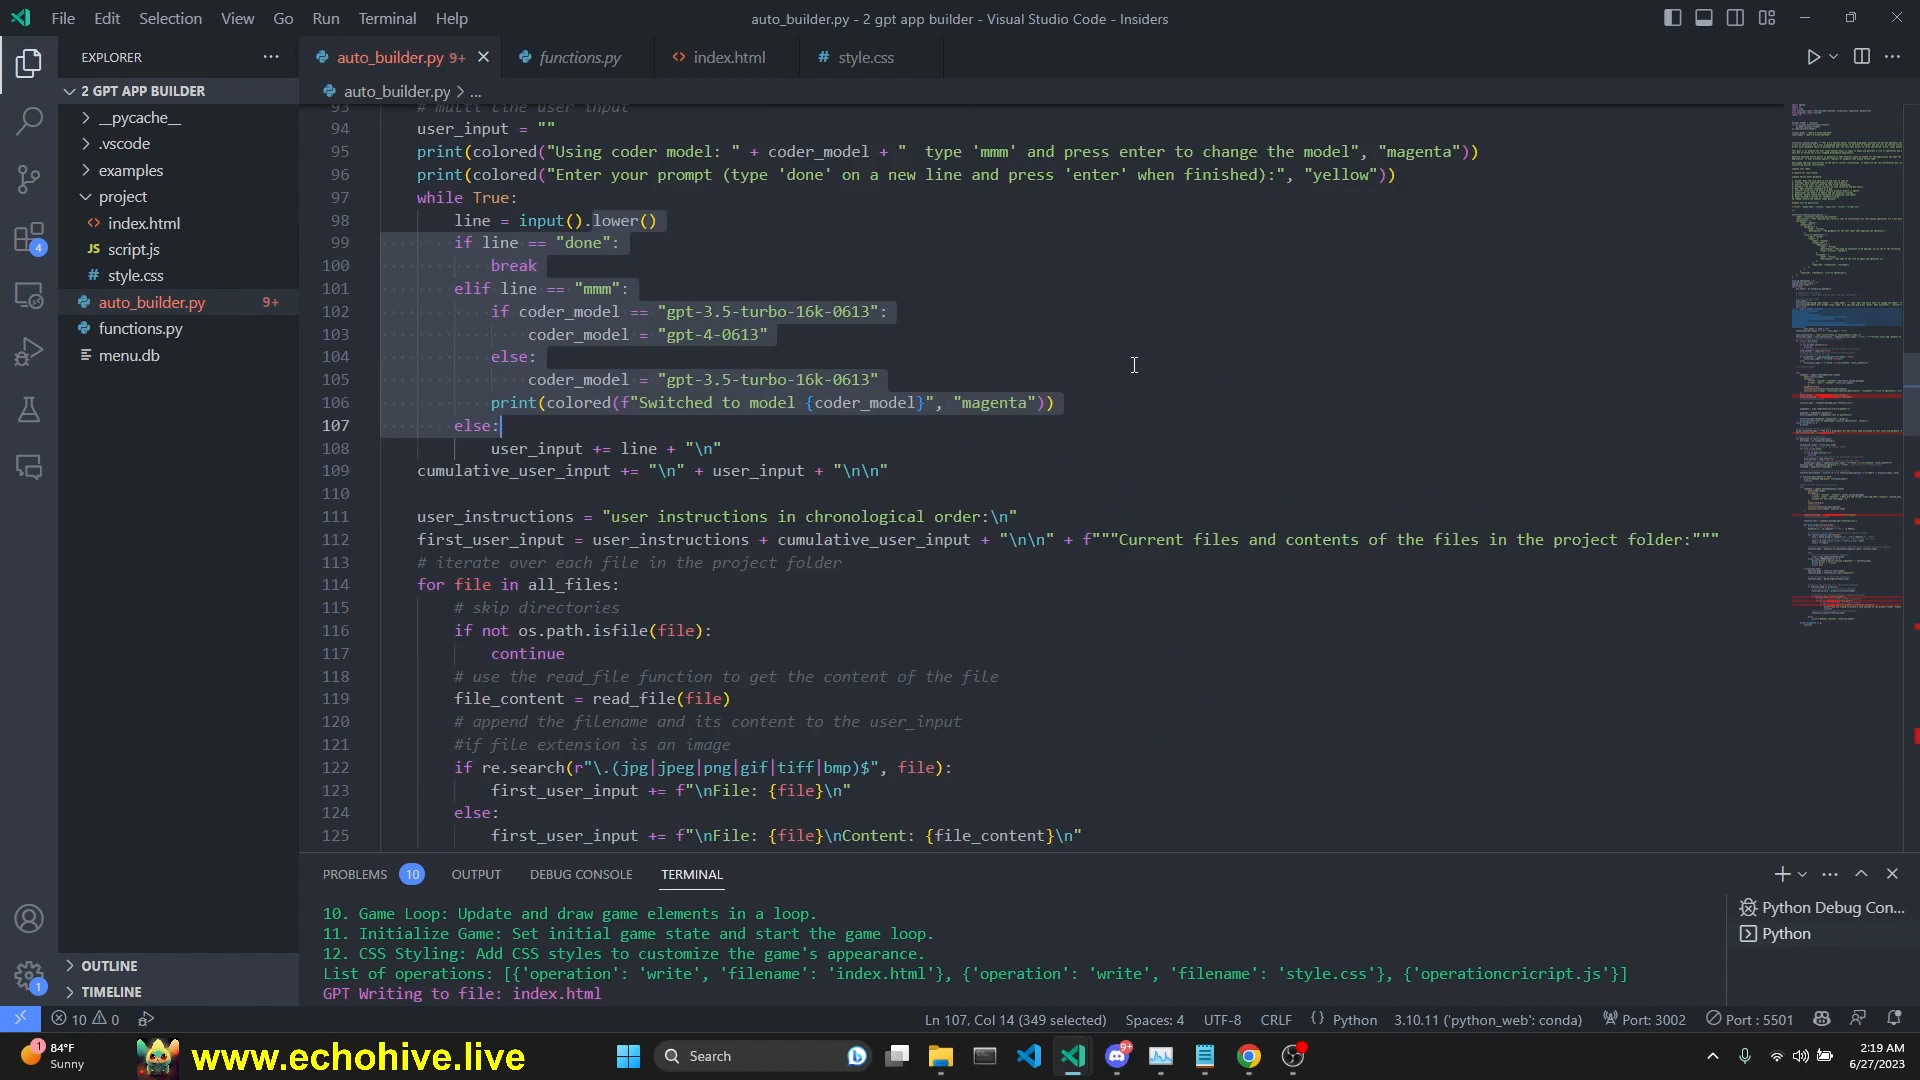 File Edit Selection View Go Run Terminal Help
auto_builder.py - 2 gpt app builder - Visual Studio Code - Insiders
EXPLORER
auto_builder.py 9+
functions.py
index.html
style.css
2 GPT APP BUILDER
auto_builder.py > ...
__pycache__
.vscode
examples
project
index.html
script.js
style.css
auto_builder.py 9+
functions.py
menu.db
4
93 # multi line user input
94 user_input = ""
95 print(colored("Using coder model: " + coder_model + "  type 'mmm' and press enter to change the model", "magenta"))
96 print(colored("Enter your prompt (type 'done' on a new line and press 'enter' when finished):", "yellow"))
97 while True:
98 line = input().lower()
99 if line == "done":
100 break
101 elif line == "mmm":
102 if coder_model == "gpt-3.5-turbo-16k-0613":
103 coder_model = "gpt-4-0613"
104 else:
105 coder_model = "gpt-3.5-turbo-16k-0613"
106 print(colored(f"Switched to model {coder_model}", "magenta"))
107 else:
108 user_input += line + "\n"
109 cumulative_user_input += "\n" + user_input + "\n\n"
110
111 user_instructions = "user instructions in chronological order:\n"
112 first_user_input = user_instructions + cumulative_user_input + "\n\n" + f"""Current files and contents of the files in the project folder:"""
113 # iterate over each file in the project folder
114 for file in all_files:
115 # skip directories
116 if not os.path.isfile(file):
117 continue
118 # use the read_file function to get the content of the file
119 file_content = read_file(file)
120 # append the filename and its content to the user_input
121 #if file extension is an image
122 if re.search(r"\.(jpg|jpeg|png|gif|tiff|bmp)$", file):
123 first_user_input += f"\nFile: {file}\n"
124 else:
125 first_user_input += f"\nFile: {file}\nContent: {file_content}\n"
PROBLEMS 10 OUTPUT DEBUG CONSOLE TERMINAL
10. Game Loop: Update and draw game elements in a loop.
11. Initialize Game: Set initial game state and start the game loop.
12. CSS Styling: Add CSS styles to customize the game's appearance.
List of operations: [{'operation': 'write', 'filename': 'index.html'}, {'operation': 'write', 'filename': 'style.css'}, {'operationcricript.js'}]
GPT Writing to file: index.html
Python Debug Con...
Python
OUTLINE
TIMELINE
1
10 0
Ln 107, Col 14 (349 selected) Spaces: 4 UTF-8 CRLF {} Python 3.10.11 ('python_web': conda) Port: 3002 Port : 5501
1 84°F
Sunny
www.echohive.live
Search
9+
2:19 AM
6/27/2023